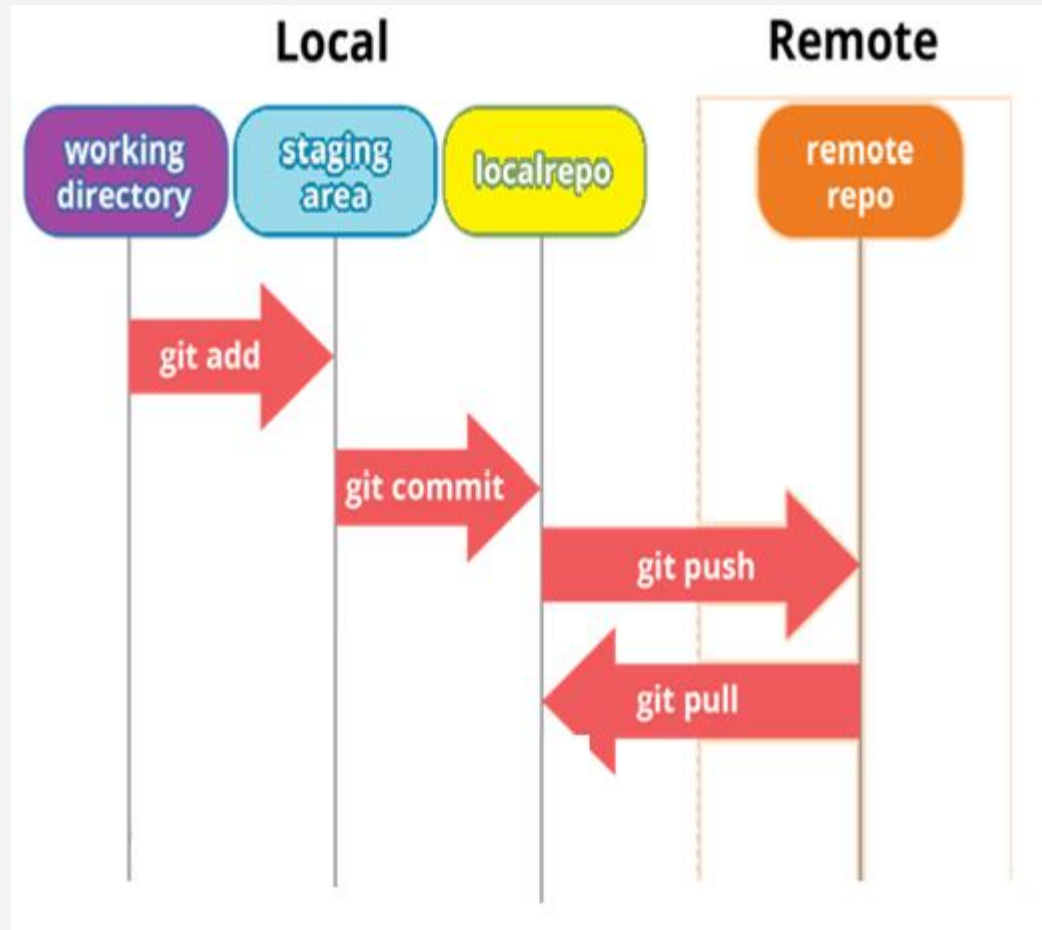 Local
Remote
working
directory
staging
area
localrepo
remote
repo
git add
git commit
git push
git pull